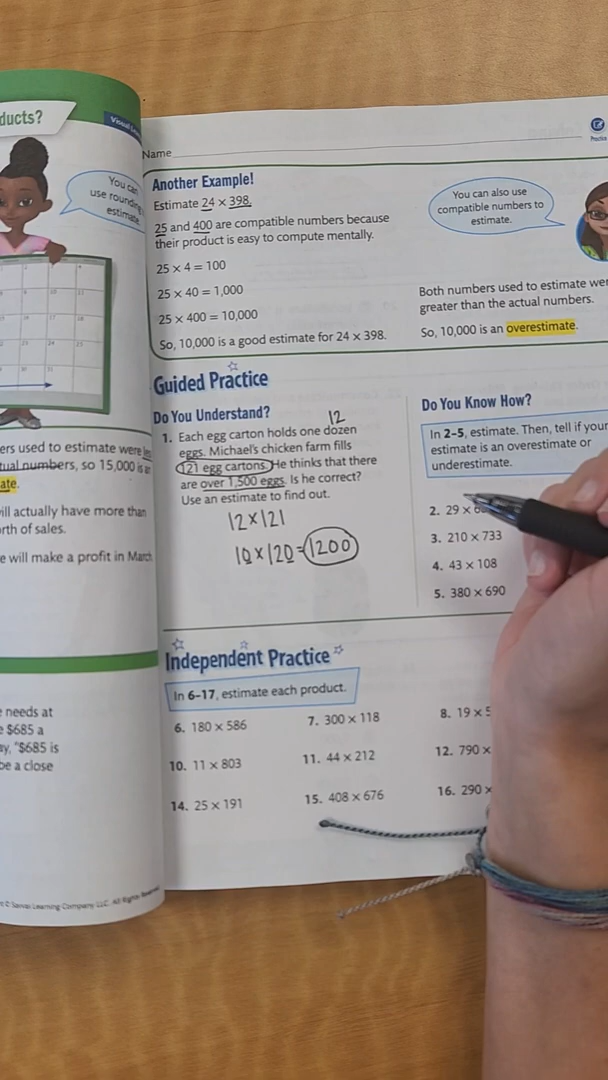 ducts?
Name
Practice
You can
use rounding
estimate
Another Example!
Estimate 24 × 398.
25 and 400 are compatible numbers because
their product is easy to compute mentally.
25 × 4 = 100
25 × 40 = 1,000
25 × 400 = 10,000
So, 10,000 is a good estimate for 24 × 398.
You can also use
compatible numbers to
estimate.
Both numbers used to estimate were
greater than the actual numbers.
So, 10,000 is an overestimate.
Guided Practice
Do You Understand?
12
1. Each egg carton holds one dozen
eggs. Michael's chicken farm fills
121 egg cartons. He thinks that there
are over 1,500 eggs. Is he correct?
Use an estimate to find out.
12×121
10×120=1200
Do You Know How?
In 2–5, estimate. Then, tell if your
estimate is an overestimate or
underestimate.
2. 29 ×
3. 210 × 733
4. 43 × 108
5. 380 × 690
Independent Practice
In 6–17, estimate each product.
6. 180 × 586
7. 300 × 118
8. 19 × 5
10. 11 × 803
11. 44 × 212
12. 790 ×
14. 25 × 191
15. 408 × 676
16. 290 ×
ers used to estimate were
tual numbers, so 15,000 is
ate.
ill actually have more than
rth of sales.
e will make a profit in March
needs at
$685 a
ay, "$685 is
be a close
Savvas Learning Company LLC. All Rights Reserved